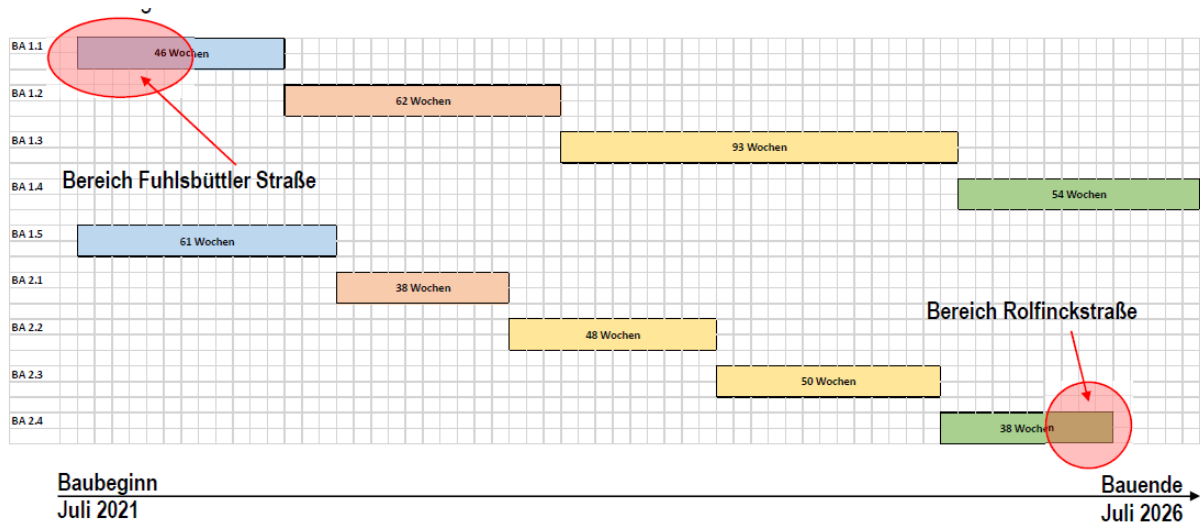 BA 1.1
46 Wochen
BA 1.2
62 Wochen
BA 1.3
93 Wochen
Bereich Fuhlsbüttler Straße
BA 1.4
54 Wochen
BA 1.5
61 Wochen
BA 2.1
38 Wochen
Bereich Rolfinckstraße
BA 2.2
48 Wochen
BA 2.3
50 Wochen
BA 2.4
38 Wochen
Baubeginn
Juli 2021
Bauende
Juli 2026